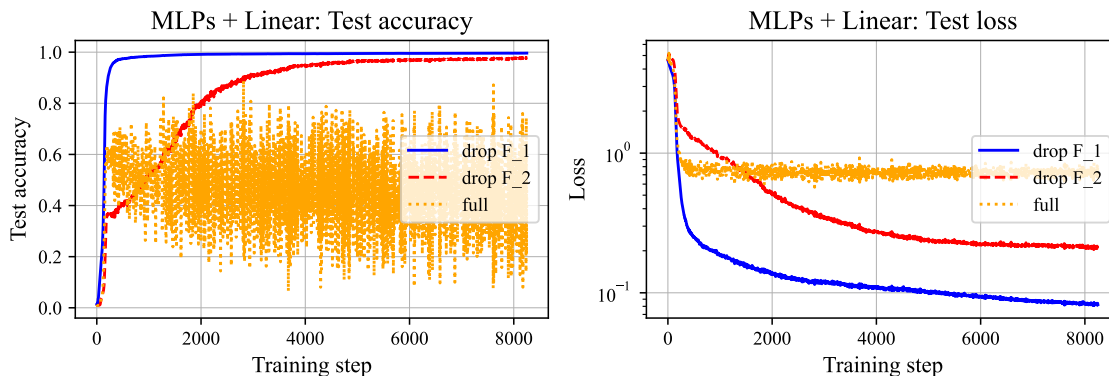 MLPs + Linear: Test accuracy
Test accuracy
1.0
0.8
0.6
0.4
0.2
0.0
0
2000
4000
6000
8000
Training step
drop F_1
drop F_2
full
MLPs + Linear: Test loss
Loss
10⁰
10⁻¹
0
2000
4000
6000
8000
Training step
drop F_1
drop F_2
full